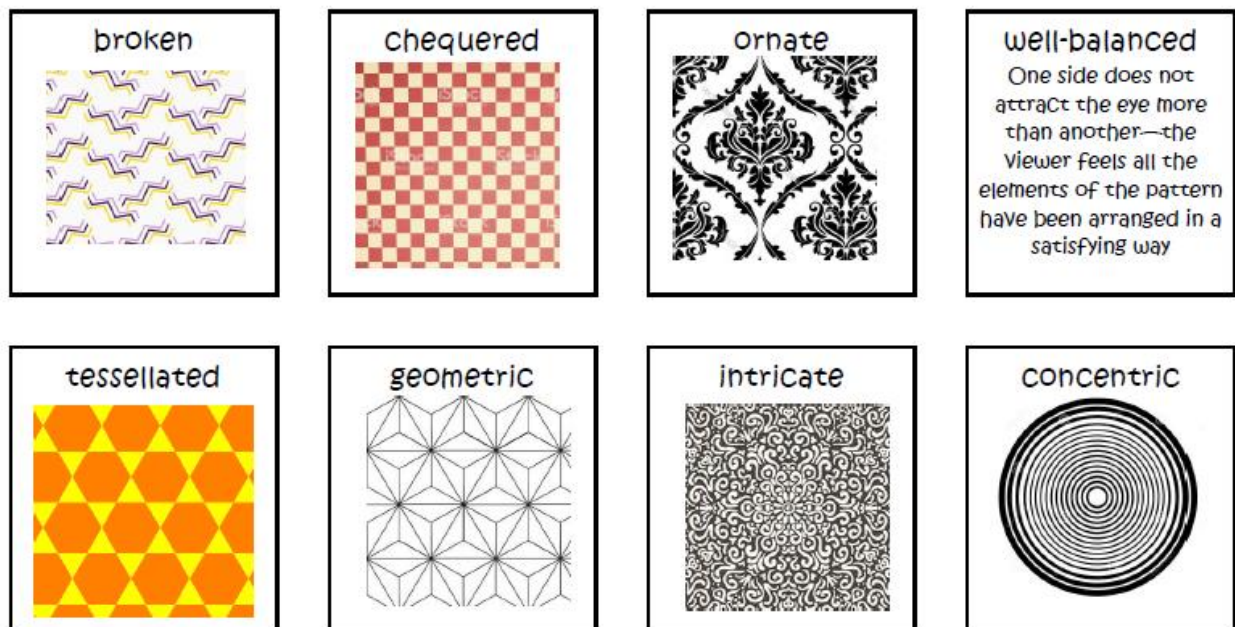 broken
chequered
ornate
well-balanced
One side does not
attract the eye more
than another—the
viewer feels all the
elements of the pattern
have been arranged in a
satisfying way
tessellated
geometric
intricate
concentric